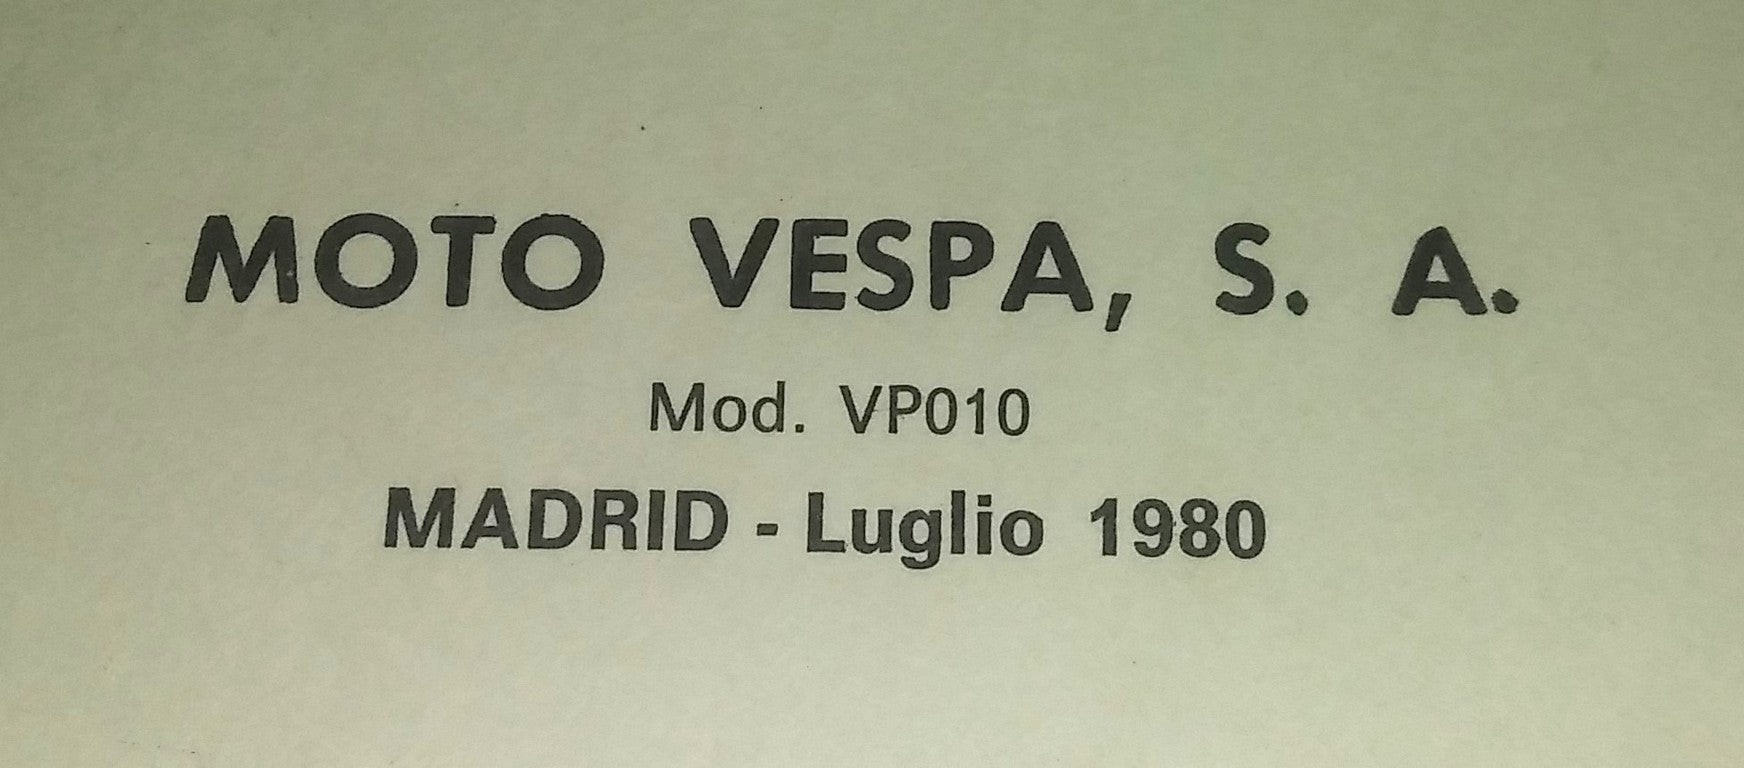 MOTO VESPA, S. A.
Mod. VP010
MADRID - Luglio 1980